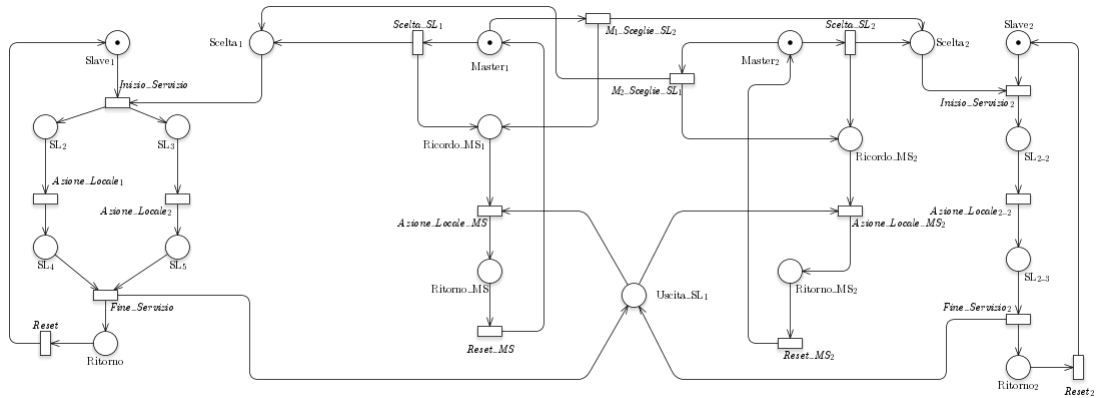 Scelta_SL₁
M₁_Sceglie_SL₂
Scelta_SL₂
Slave₂
Slave₁
Scelta₁
Master₁
Master₂
Scelta₂
Inizio_Servizio
M₂_Sceglie_SL₁
Inizio_Servizio₂
SL₂
SL₃
Ricordo_MS₁
Ricordo_MS₂
SL₂₋₂
Azione_Locale₁
Azione_Locale₂
Azione_Locale_MS
Azione_Locale_MS₂
Azione_Locale₂₋₂
SL₄
SL₅
Ritorno_MS
Uscita_SL₁
Ritorno_MS₂
SL₂₋₃
Fine_Servizio
Fine_Servizio₂
Reset
Ritorno
Reset_MS
Reset_MS₂
Ritorno₂
Reset₂